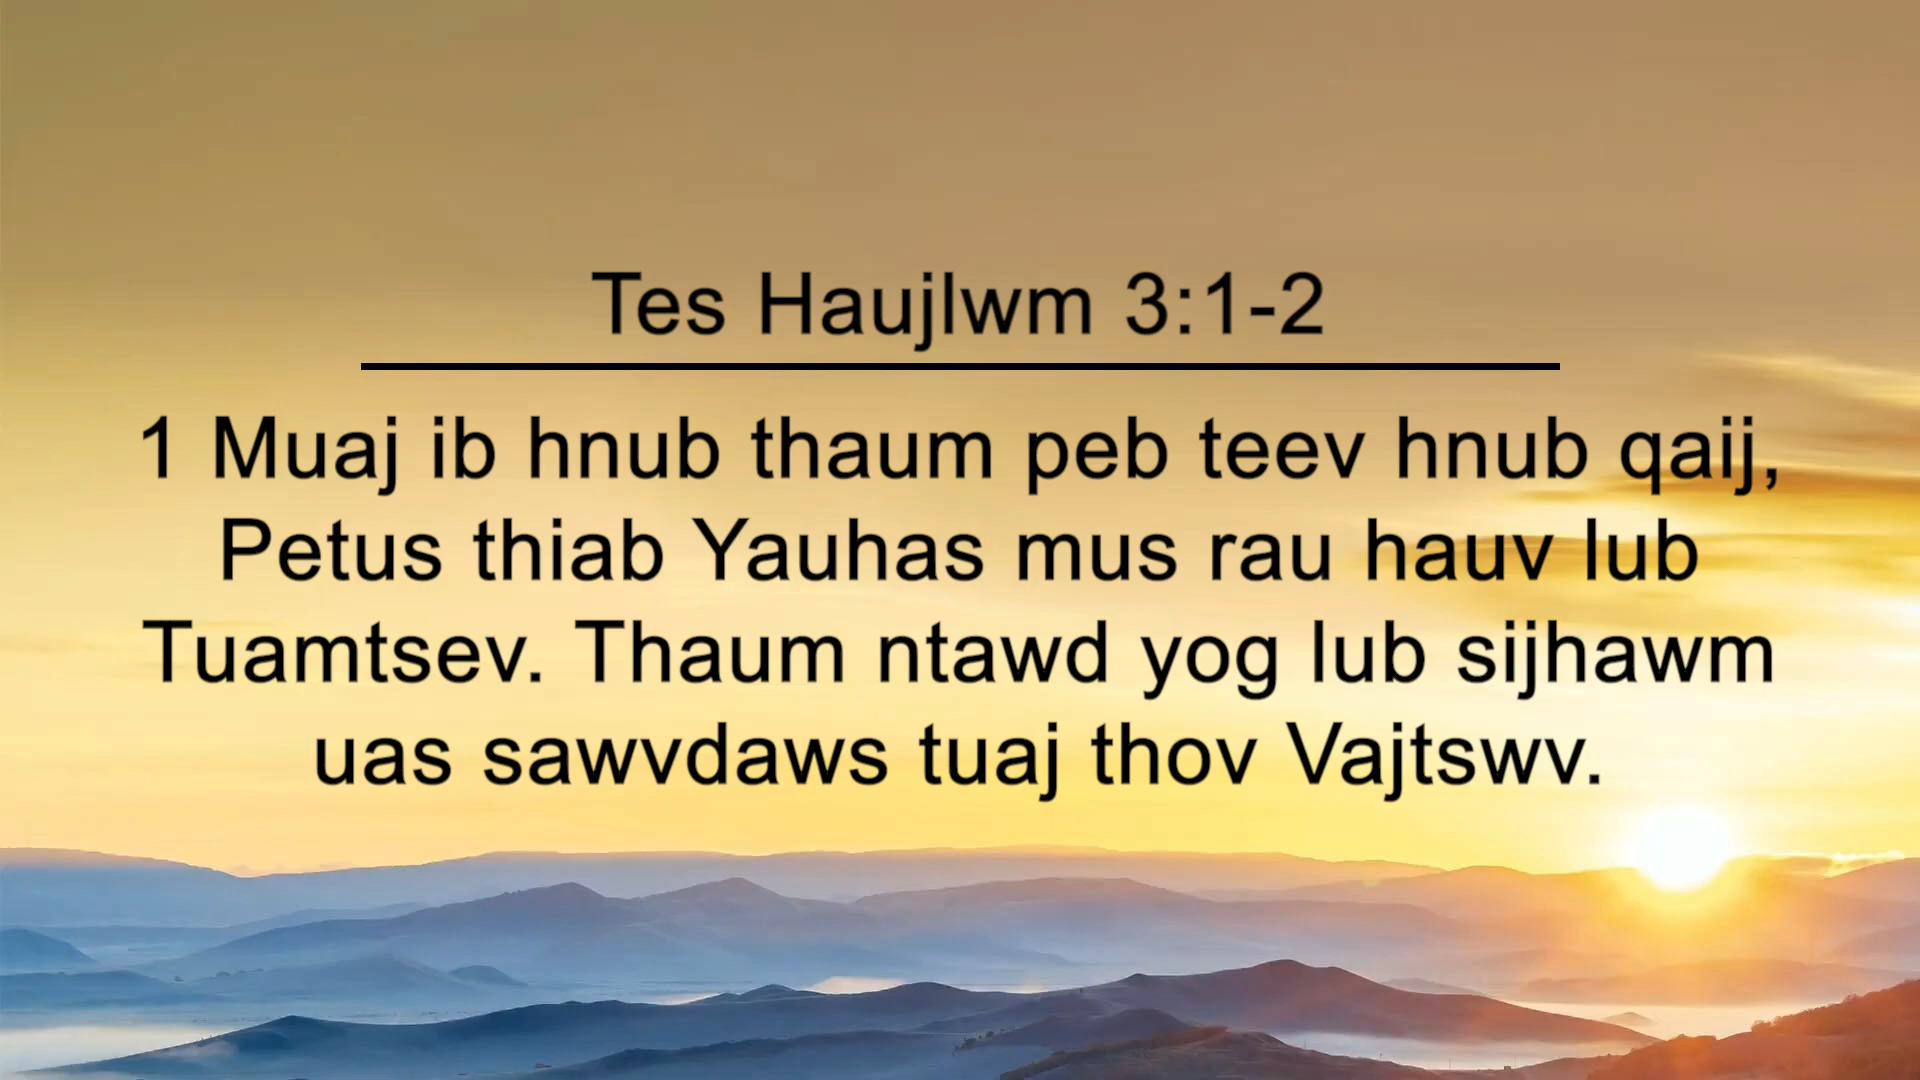 Tes Haujlwm 3:1-2
1 Muaj ib hnub thaum peb teev hnub qaij,
Petus thiab Yauhas mus rau hauv lub
Tuamtsev. Thaum ntawd yog lub sijhawm
uas sawvdaws tuaj thov Vajtswv.